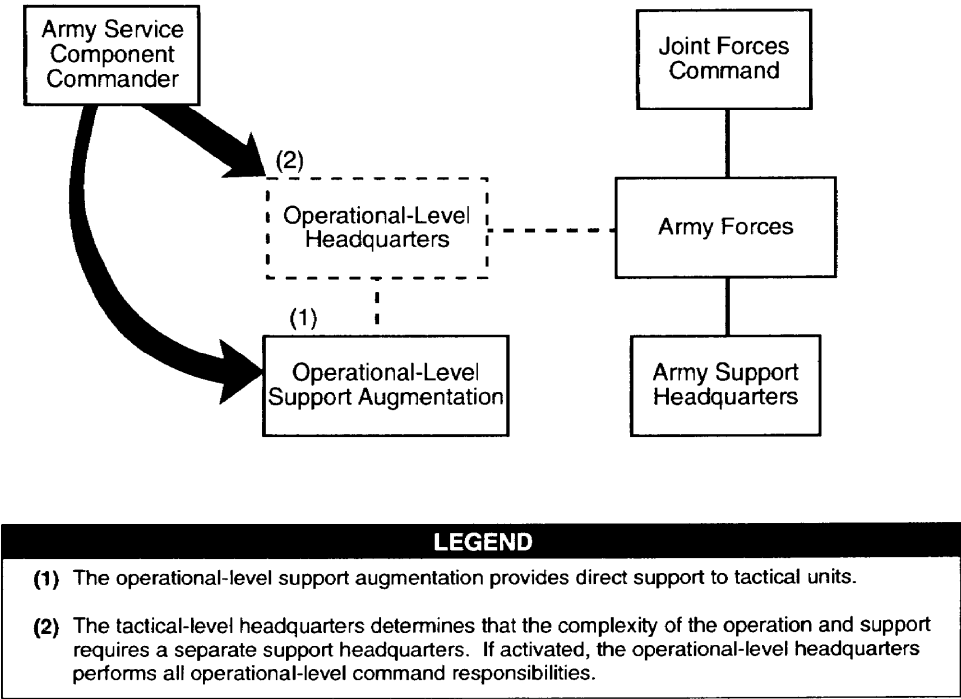 Army Service
Component
Commander
Joint Forces
Command
(2)
Operational-Level
Headquarters
Army Forces
(1)
Operational-Level
Support Augmentation
Army Support
Headquarters
LEGEND
(1) The operational-level support augmentation provides direct support to tactical units.
(2) The tactical-level headquarters determines that the complexity of the operation and support
requires a separate support headquarters. If activated, the operational-level headquarters
performs all operational-level command responsibilities.